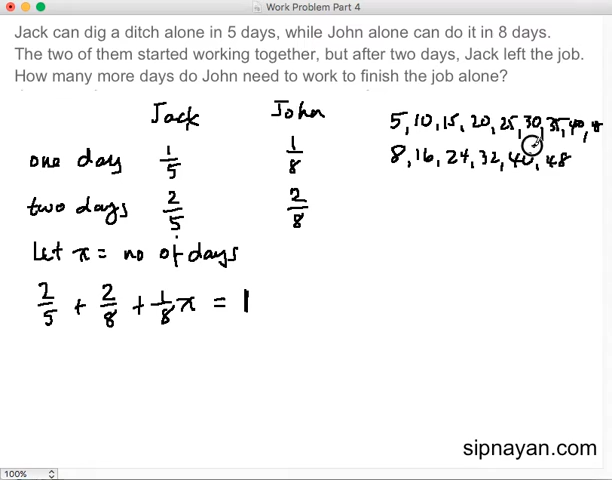 Work Problem Part 4
Jack can dig a ditch alone in 5 days, while John alone can do it in 8 days.
The two of them started working together, but after two days, Jack left the job.
How many more days do John need to work to finish the job alone?
Jack John
5, 10, 15, 20, 25, 30, 35, 40,
one day 1/5 1/8
8, 16, 24, 32, 40, 48
two days 2/5 2/8
Let x = no of days
2/5 + 2/8 + 1/8 x = 1
sipnayan.com
100%